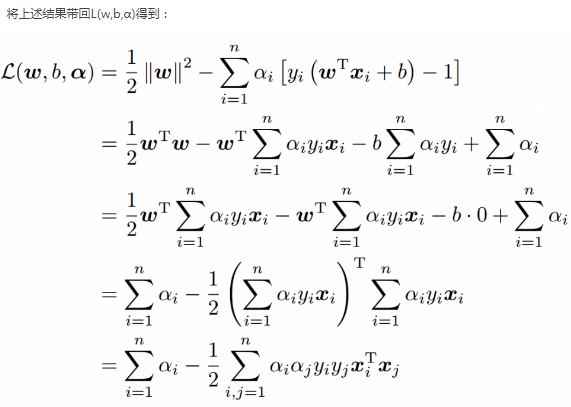 将上述结果带回L(w,b,α)得到：
$\mathcal{L}(\boldsymbol{w}, b, \boldsymbol{\alpha}) = \frac{1}{2} \|\boldsymbol{w}\|^2 - \sum_{i=1}^{n} \alpha_i \left[ y_i \left( \boldsymbol{w}^{\mathrm{T}} \boldsymbol{x}_i + b \right) - 1 \right]$
$= \frac{1}{2} \boldsymbol{w}^{\mathrm{T}} \boldsymbol{w} - \boldsymbol{w}^{\mathrm{T}} \sum_{i=1}^{n} \alpha_i y_i \boldsymbol{x}_i - b \sum_{i=1}^{n} \alpha_i y_i + \sum_{i=1}^{n} \alpha_i$
$= \frac{1}{2} \boldsymbol{w}^{\mathrm{T}} \sum_{i=1}^{n} \alpha_i y_i \boldsymbol{x}_i - \boldsymbol{w}^{\mathrm{T}} \sum_{i=1}^{n} \alpha_i y_i \boldsymbol{x}_i - b \cdot 0 + \sum_{i=1}^{n} \alpha_i$
$= \sum_{i=1}^{n} \alpha_i - \frac{1}{2} \left( \sum_{i=1}^{n} \alpha_i y_i \boldsymbol{x}_i \right)^{\mathrm{T}} \sum_{i=1}^{n} \alpha_i y_i \boldsymbol{x}_i$
$= \sum_{i=1}^{n} \alpha_i - \frac{1}{2} \sum_{i,j=1}^{n} \alpha_i \alpha_j y_i y_j \boldsymbol{x}_i^{\mathrm{T}} \boldsymbol{x}_j$